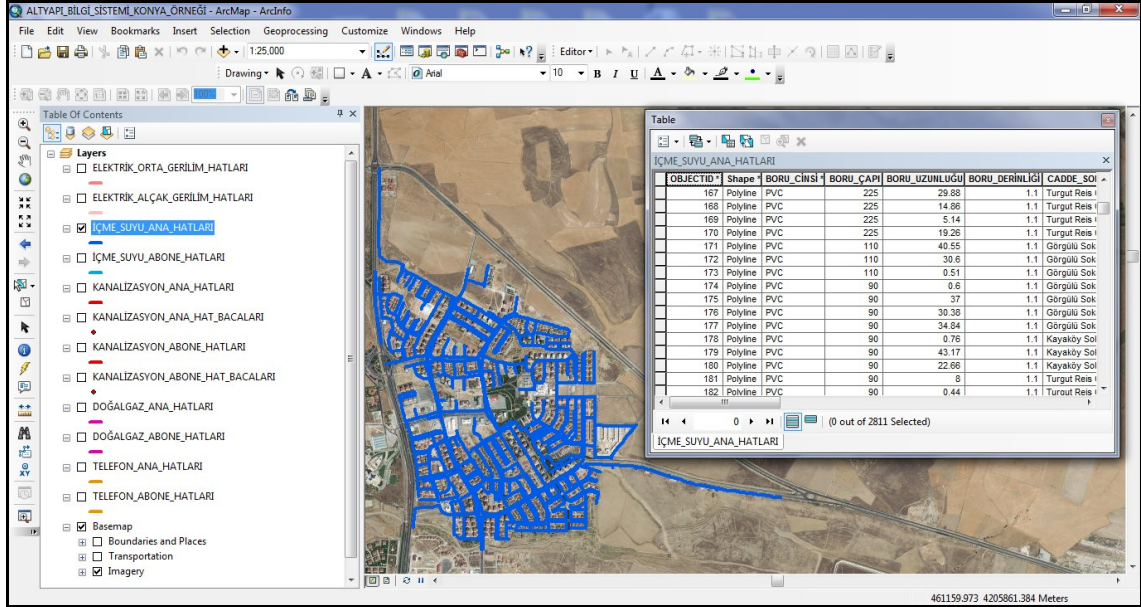 ALTYAPI_BİLGİ_SİSTEMİ_KONYA_ÖRNEĞİ - ArcMap - ArcInfo
File Edit View Bookmarks Insert Selection Geoprocessing Customize Windows Help
1:25.000 Editor
Drawing A Arial 10 B I U A
100%
Table Of Contents
Layers
ELEKTRİK_ORTA_GERİLİM_HATLARI
ELEKTRİK_ALÇAK_GERİLİM_HATLARI
İÇME_SUYU_ANA_HATLARI
İÇME_SUYU_ABONE_HATLARI
KANALİZASYON_ANA_HATLARI
KANALİZASYON_ANA_HAT_BACALARI
KANALİZASYON_ABONE_HATLARI
KANALİZASYON_ABONE_HAT_BACALARI
DOĞALGAZ_ANA_HATLARI
DOĞALGAZ_ABONE_HATLARI
TELEFON_ANA_HATLARI
TELEFON_ABONE_HATLARI
Basemap
Boundaries and Places
Transportation
Imagery
Table
İÇME_SUYU_ANA_HATLARI
OBJECTID * Shape * BORU_CİNSİ * BORU_ÇAPI BORU_UZUNLUĞU BORU_DERİNLİĞİ CADDE_SO
167 Polyline PVC 225 29.88 1.1 Turgut Reis
168 Polyline PVC 225 14.86 1.1 Turgut Reis
169 Polyline PVC 225 5.14 1.1 Turgut Reis
170 Polyline PVC 225 19.26 1.1 Turgut Reis
171 Polyline PVC 110 40.55 1.1 Görgülü Sok
172 Polyline PVC 110 30.6 1.1 Görgülü Sok
173 Polyline PVC 110 0.51 1.1 Görgülü Sok
174 Polyline PVC 90 0.6 1.1 Görgülü Sok
175 Polyline PVC 90 37 1.1 Görgülü Sok
176 Polyline PVC 90 30.38 1.1 Görgülü Sok
177 Polyline PVC 90 34.84 1.1 Görgülü Sok
178 Polyline PVC 90 0.76 1.1 Kayaköy Sol
179 Polyline PVC 90 43.17 1.1 Kayaköy Sol
180 Polyline PVC 90 22.66 1.1 Kayaköy Sol
181 Polyline PVC 90 8 1.1 Turgut Reis
182 Polyline PVC 90 0.44 1.1 Turgut Reis
0 (0 out of 2811 Selected)
İÇME_SUYU_ANA_HATLARI
461159.973 4205861.384 Meters